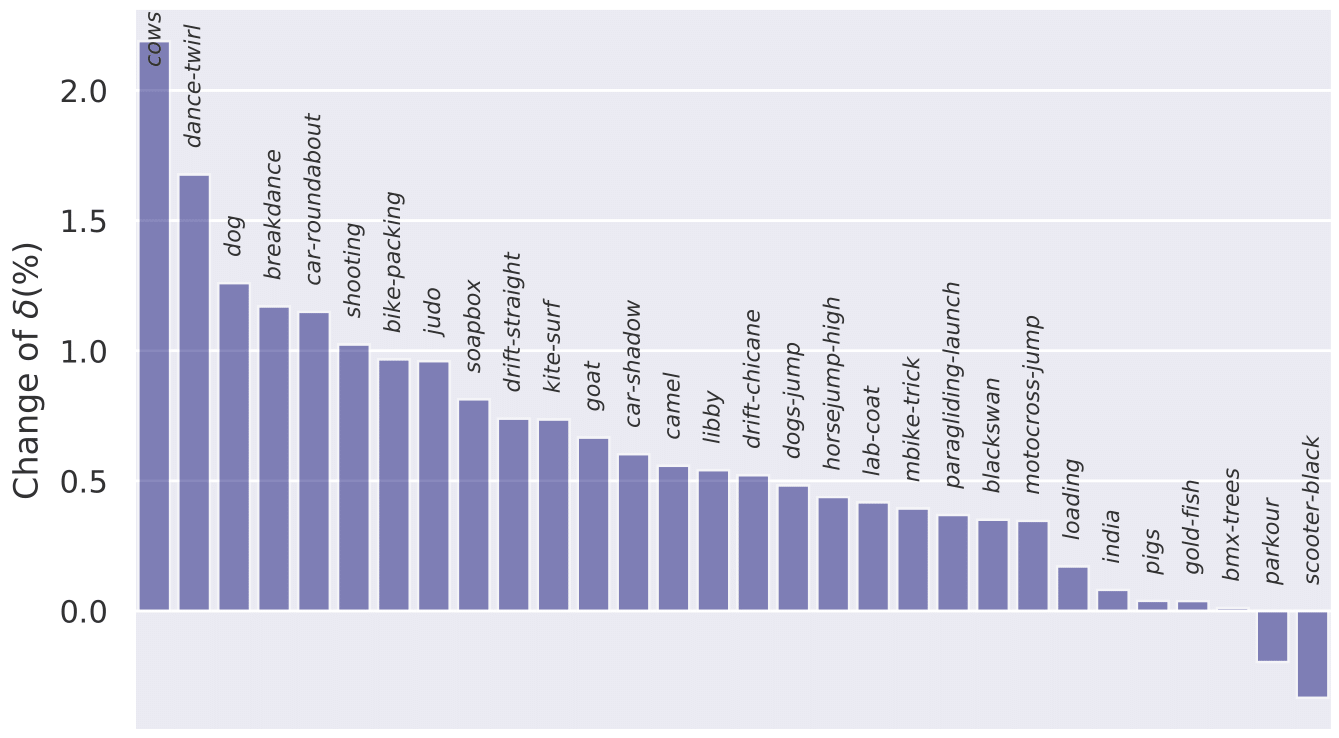 Change of δ(%)
2.0
1.5
1.0
0.5
0.0
cows
dance-twirl
dog
breakdance
car-roundabout
shooting
bike-packing
judo
soapbox
drift-straight
kite-surf
goat
car-shadow
camel
libby
drift-chicane
dogs-jump
horsejump-high
lab-coat
mbike-trick
paragliding-launch
blackswan
motocross-jump
loading
india
pigs
gold-fish
bmx-trees
parkour
scooter-black